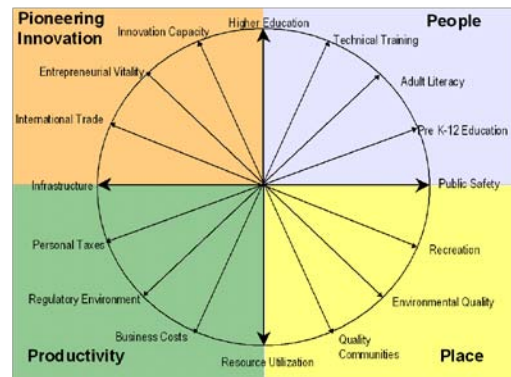 Pioneering
Innovation
People
Innovation Capacity
Higher Education
Technical Training
Entrepreneurial Vitality
Adult Literacy
International Trade
Pre K-12 Education
Infrastructure
Public Safety
Personal Taxes
Recreation
Regulatory Environment
Environmental Quality
Business Costs
Quality
Communities
Resource Utilization
Productivity
Place